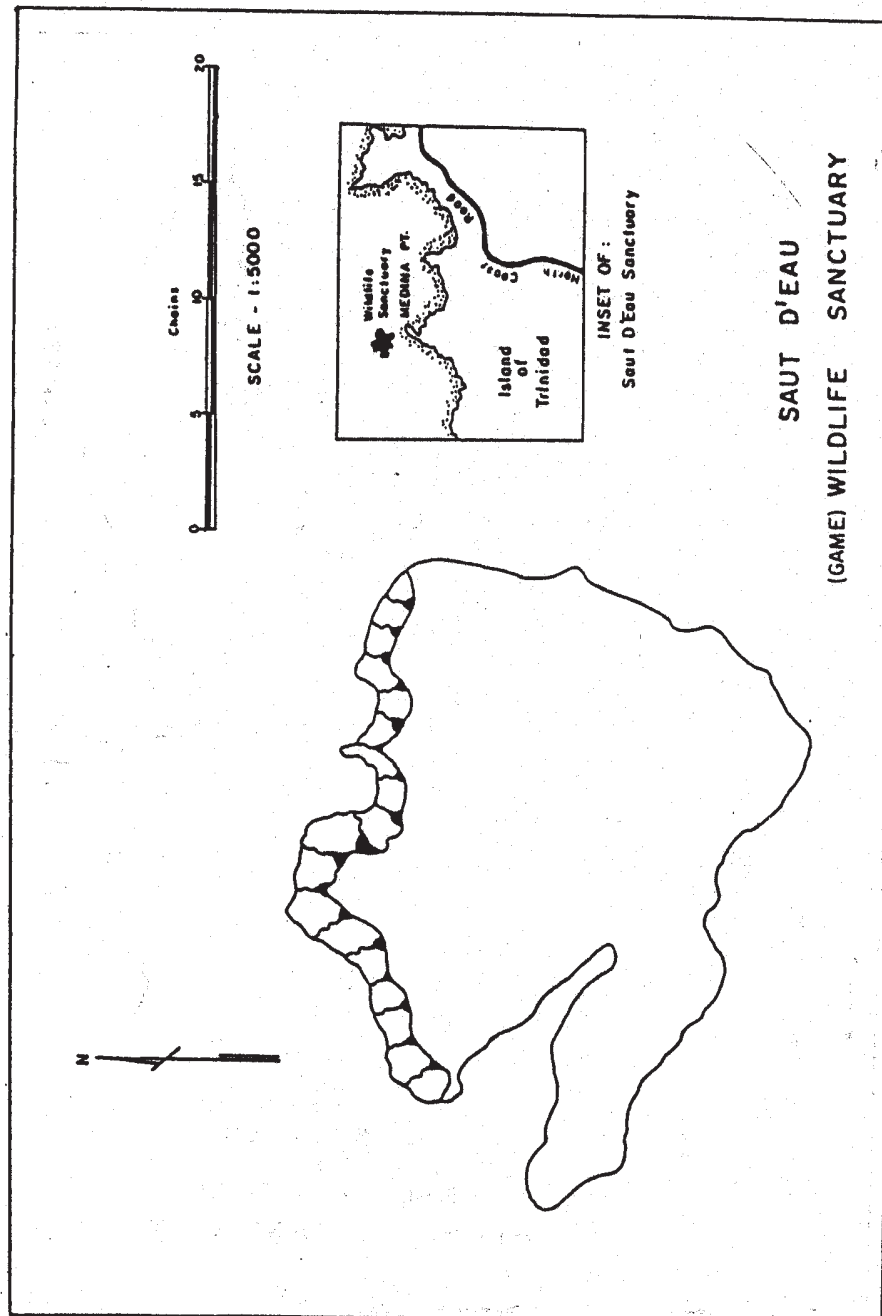 N
Chains
0 5 10 15 20
SCALE - 1:5000
Wildlife
Sanctuary
MEDINA PT.
Island
of
Trinidad
North Coast Road
INSET OF:
Saut D'Eau Sanctuary
SAUT D'EAU
(GAME) WILDLIFE SANCTUARY